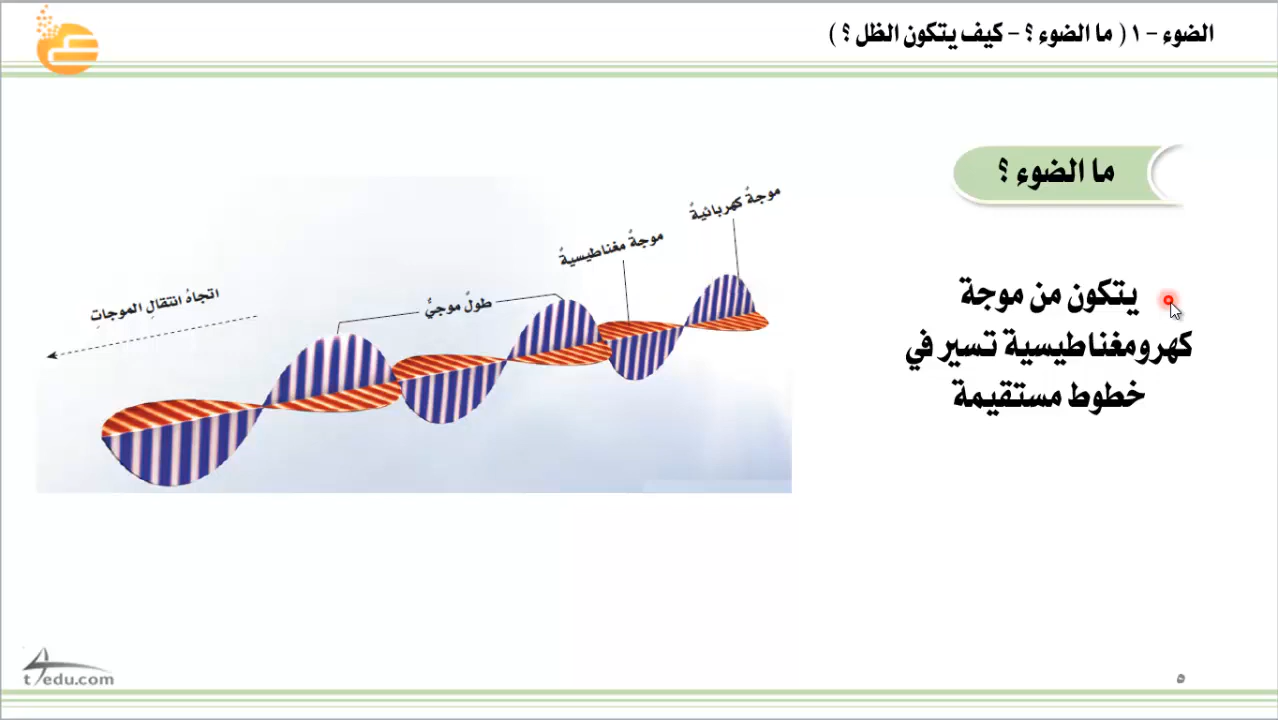 الضوء - ١ ( ما الضوء ؟ - كيف يتكون الظل ؟ )
ما الضوء ؟
يتكون من موجة
كهرومغناطيسية تسير في
خطوط مستقيمة
موجةٌ كهربائيةٌ
موجةٌ مغناطيسيةٌ
طولٌ موجيٌّ
اتجاهُ انتقالِ الموجاتِ
t4edu.com
٥